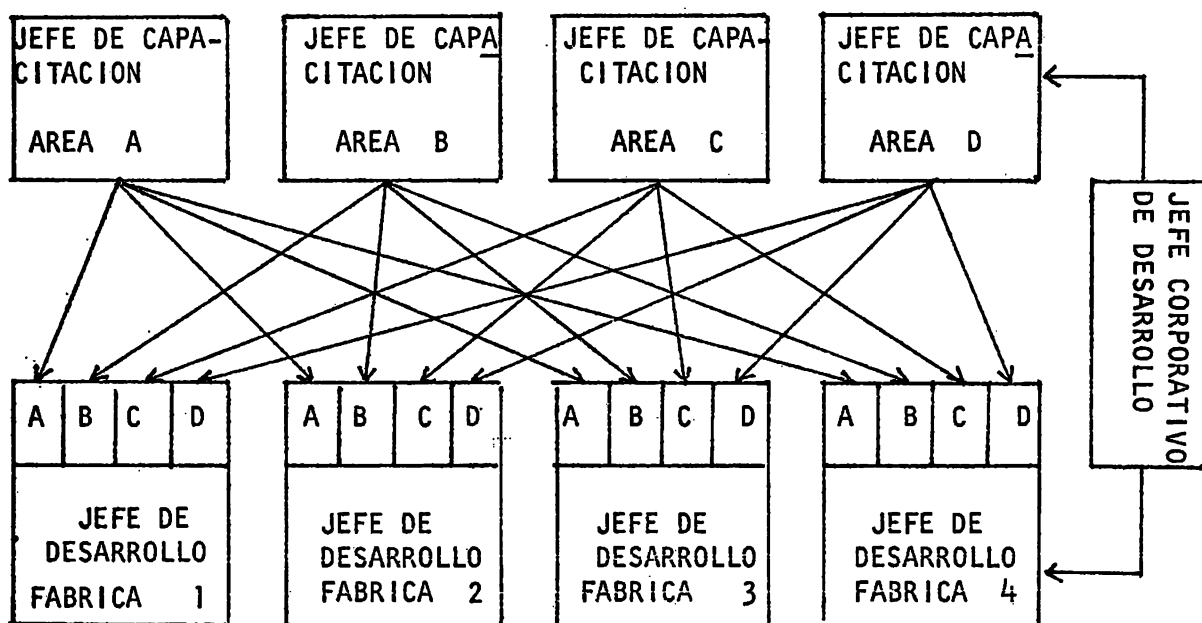 JEFE DE CAPA-
CITACION
AREA A
JEFE DE CAPA
CITACION
AREA B
JEFE DE CAPA-
CITACION
AREA C
JEFE DE CAPA
CITACION
AREA D
JEFE CORPORATIVO
DE DESARROLLO
A B C D
JEFE DE
DESARROLLO
FABRICA 1
A B C D
JEFE DE
DESARROLLO
FABRICA 2
A B C D
JEFE DE
DESARROLLO
FABRICA 3
A B C D
JEFE DE
DESARROLLO
FABRICA 4